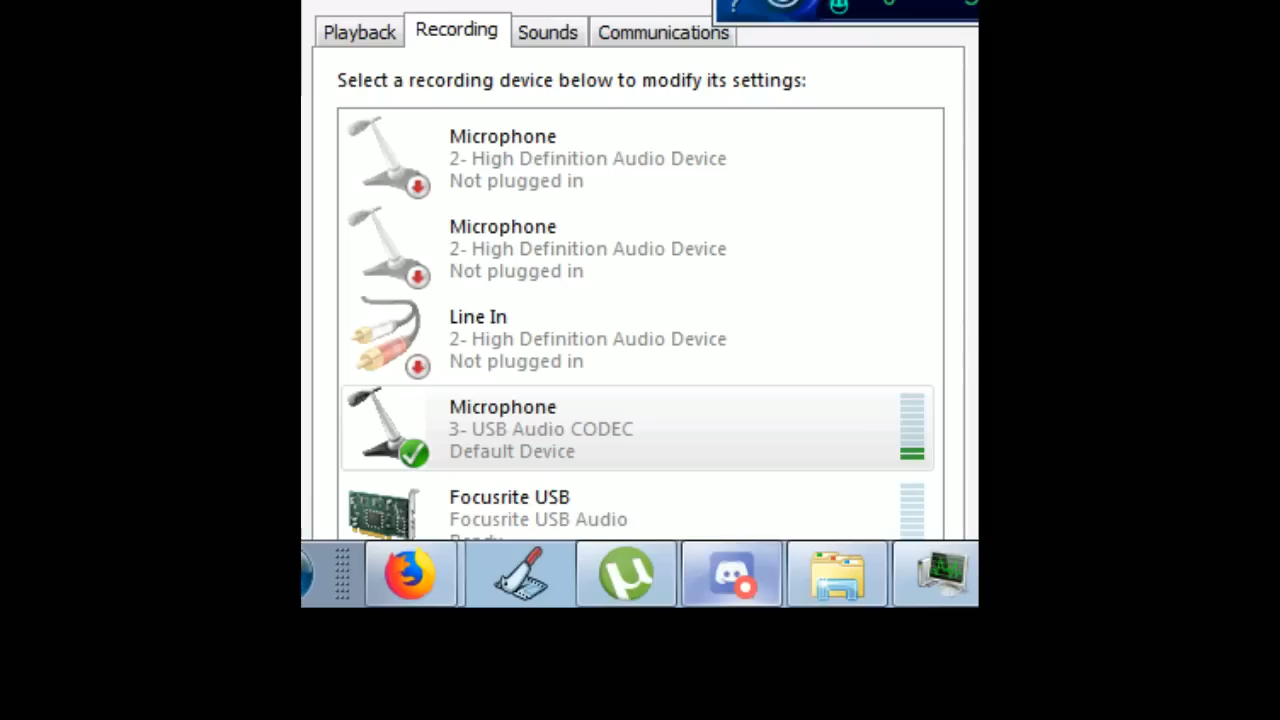 Playback
Recording
Sounds
Communications
Select a recording device below to modify its settings:
Microphone
2- High Definition Audio Device
Not plugged in
Microphone
2- High Definition Audio Device
Not plugged in
Line In
2- High Definition Audio Device
Not plugged in
Microphone
3- USB Audio CODEC
Default Device
Focusrite USB
Focusrite USB Audio
Ready